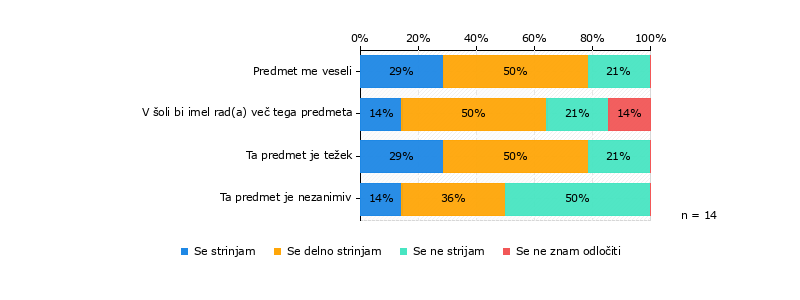 0% 20% 40% 60% 80% 100%
Predmet me veseli 29% 50% 21%
V šoli bi imel rad(a) več tega predmeta 14% 50% 21% 14%
Ta predmet je težek 29% 50% 21%
Ta predmet je nezanimiv 14% 36% 50%
n = 14
Se strinjam Se delno strinjam Se ne strijam Se ne znam odločiti